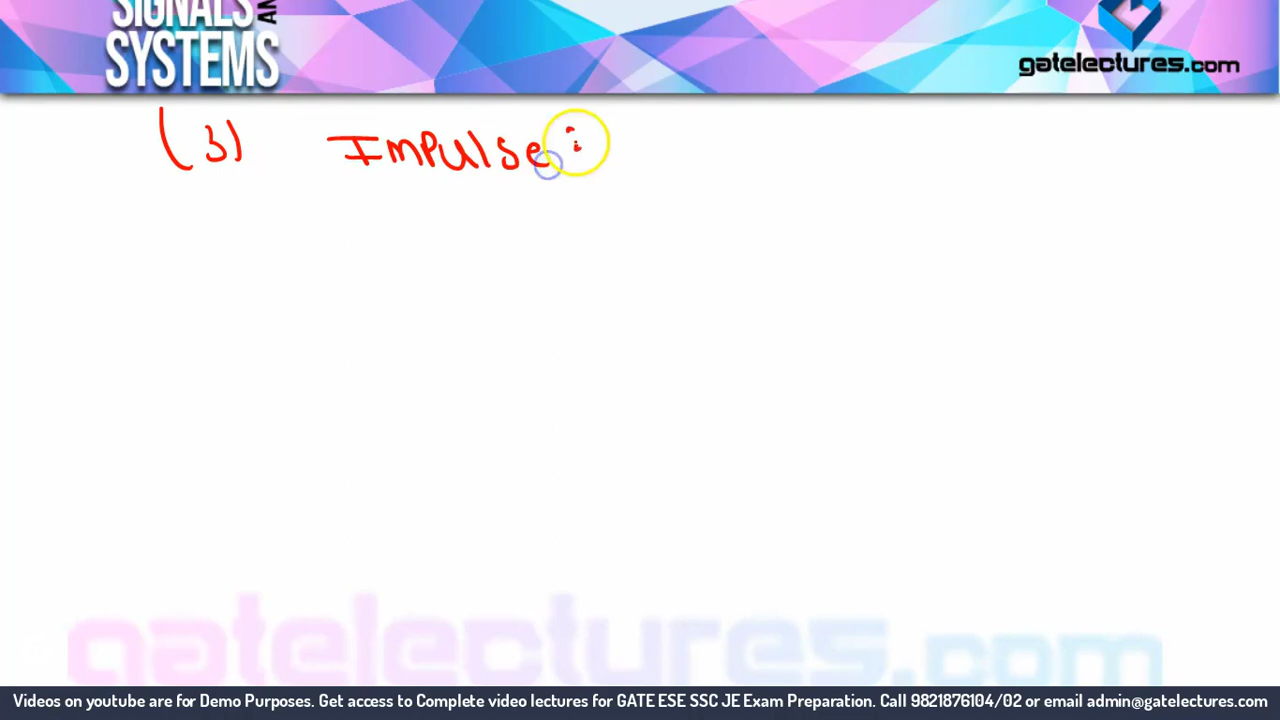 SIGNALS AND
SYSTEMS
gatelectures.com
(3) Impulse:
gatelectures.com
Videos on youtube are for Demo Purposes. Get access to Complete video lectures for GATE ESE SSC JE Exam Preparation. Call 9821876104/02 or email admin@gatelectures.com